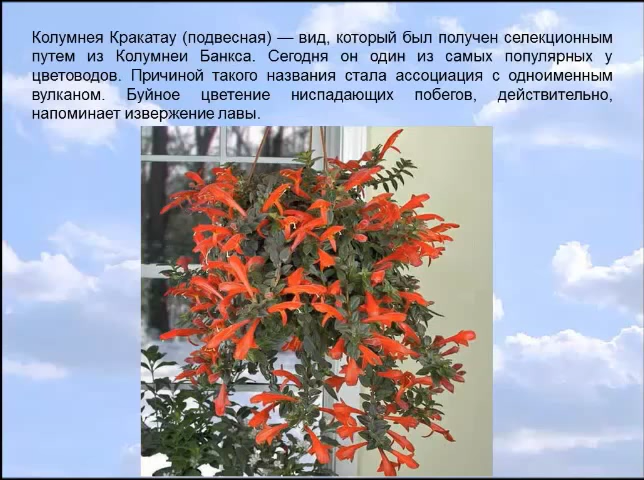 Колумнея Кракатау (подвесная) — вид, который был получен селекционным
путем из Колумнеи Банкса. Сегодня он один из самых популярных у
цветоводов. Причиной такого названия стала ассоциация с одноименным
вулканом. Буйное цветение ниспадающих побегов, действительно,
напоминает извержение лавы.